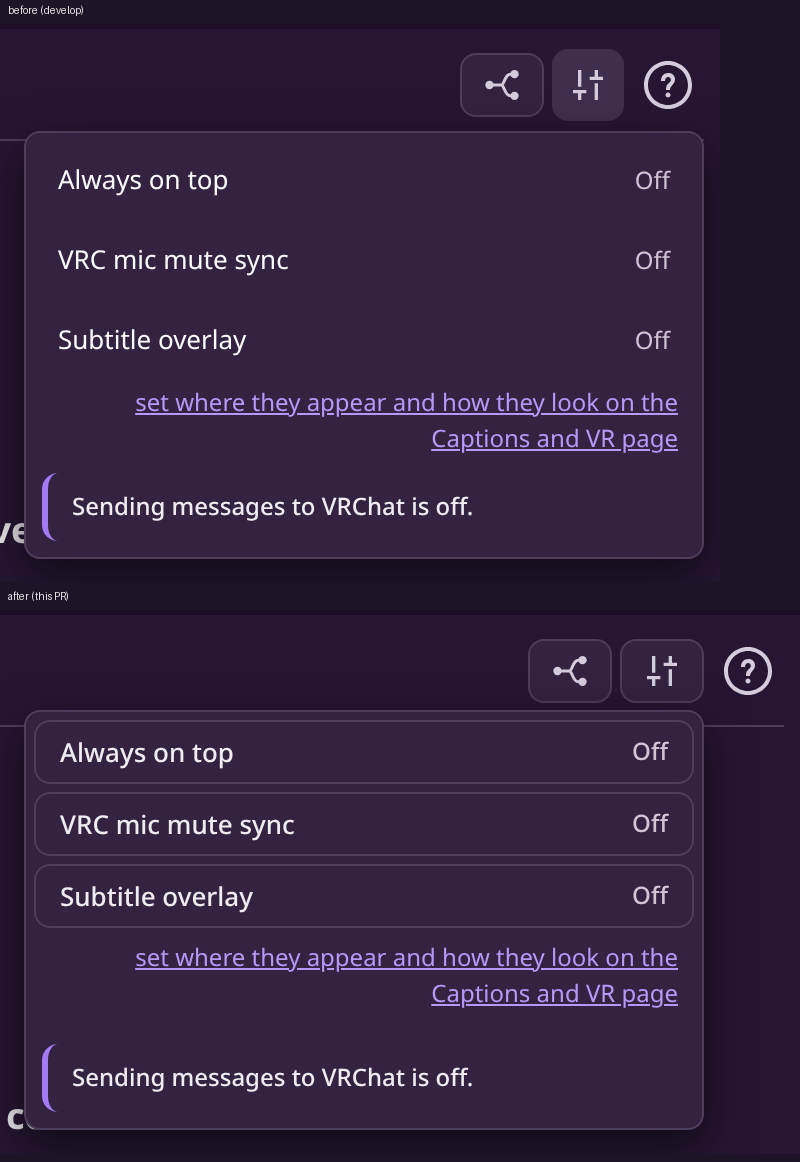 before (develop)
?
Always on top Off
VRC mic mute sync Off
Subtitle overlay Off
set where they appear and how they look on the
Captions and VR page
Sending messages to VRChat is off.
after (this PR)
?
Always on top Off
VRC mic mute sync Off
Subtitle overlay Off
set where they appear and how they look on the
Captions and VR page
Sending messages to VRChat is off.